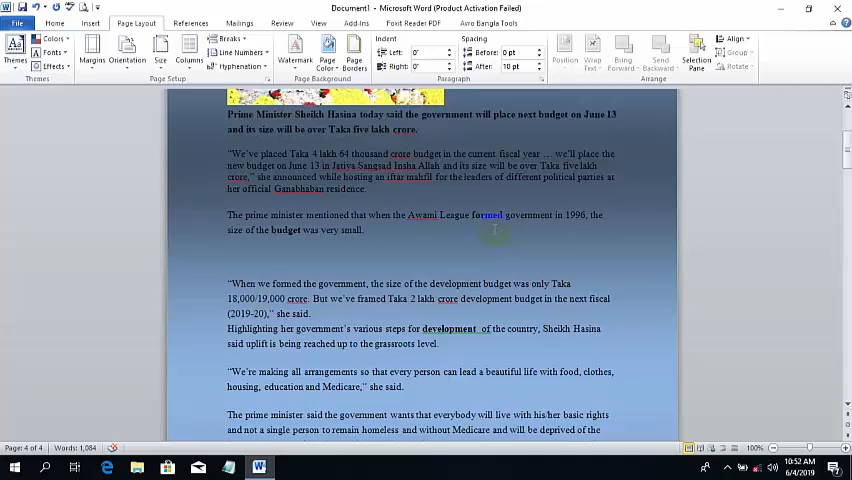 Document1 - Microsoft Word (Product Activation Failed)
File Home Insert Page Layout References Mailings Review View Add-Ins Foxit Reader PDF Avro Bangla Tools
Colors Breaks Indent Spacing Align
Fonts Line Numbers Left: 0" Before: 0 pt Group
Effects Hyphenation Right: 0" After: 10 pt Rotate
Themes Margins Orientation Size Columns Watermark Page Color Page Borders Position Wrap Text Bring Forward Send Backward Selection Pane
Themes Page Setup Page Background Paragraph Arrange
Prime Minister Sheikh Hasina today said the government will place next budget on June 13
and its size will be over Taka five lakh crore.
“We’ve placed Taka 4 lakh 64 thousand crore budget in the current fiscal year … we’ll place the
new budget on June 13 in Jatiya Sangsad Insha Allah and its size will be over Taka five lakh
crore,” she announced while hosting an iftar mahfil for the leaders of different political parties at
her official Ganabhaban residence.
The prime minister mentioned that when the Awami League formed government in 1996, the
size of the budget was very small.
“When we formed the government, the size of the development budget was only Taka
18,000/19,000 crore. But we’ve framed Taka 2 lakh crore development budget in the next fiscal
(2019-20),” she said.
Highlighting her government’s various steps for development of the country, Sheikh Hasina
said uplift is being reached up to the grassroots level.
“We’re making all arrangements so that every person can lead a beautiful life with food, clothes,
housing, education and Medicare,” she said.
The prime minister said the government wants that everybody will live with his/her basic rights
and not a single person to remain homeless and without Medicare and will be deprived of the
Page: 4 of 4 Words: 1,084 100%
10:52 AM
6/4/2019